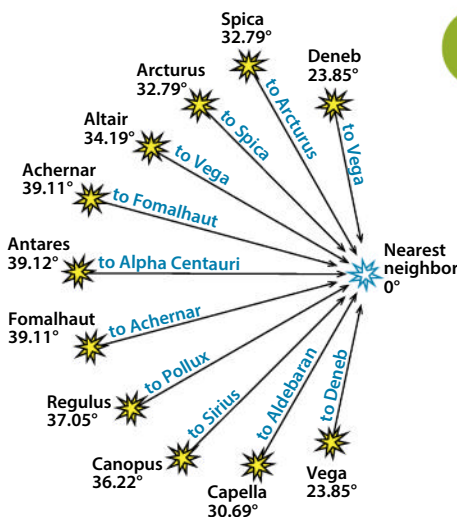 Spica
32.79°
Deneb
23.85°
Arcturus
32.79°
to Arcturus
to Vega
Altair
34.19°
to Spica
to Vega
Achernar
39.11°
to Fomalhaut
Antares
39.12°
to Alpha Centauri
Nearest
neighbor
0°
Fomalhaut
39.11°
to Achernar
Regulus
37.05°
to Pollux
to Sirius
to Aldebaran
to Deneb
Canopus
36.22°
Capella
30.69°
Vega
23.85°